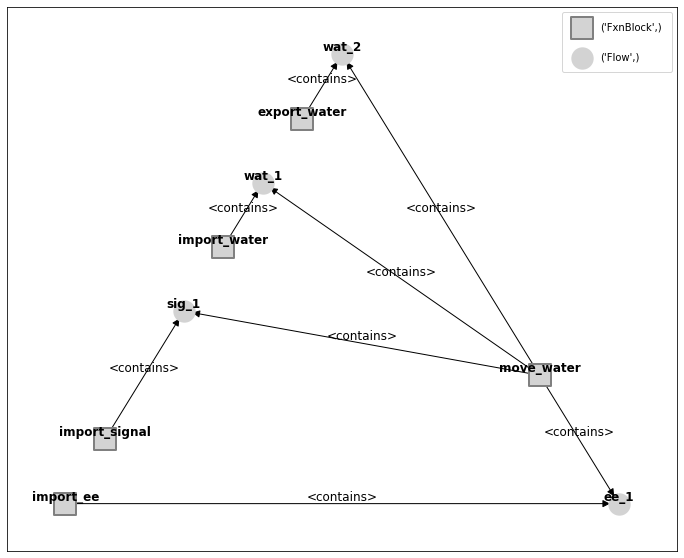 ('FxnBlock',)
('Flow',)
wat_2
<contains>
export_water
wat_1
<contains>
<contains>
import_water
<contains>
sig_1
<contains>
<contains>
move_water
import_signal
<contains>
import_ee
<contains>
ee_1